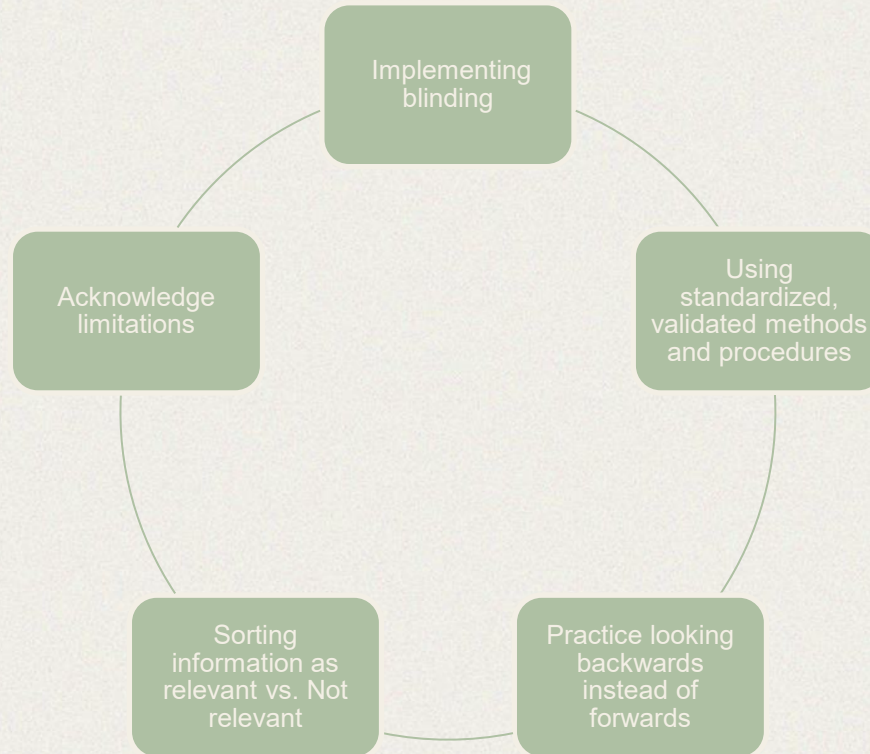 Implementing
blinding
Using
standardized,
validated methods
and procedures
Practice looking
backwards
instead of
forwards
Sorting
information as
relevant vs. Not
relevant
Acknowledge
limitations